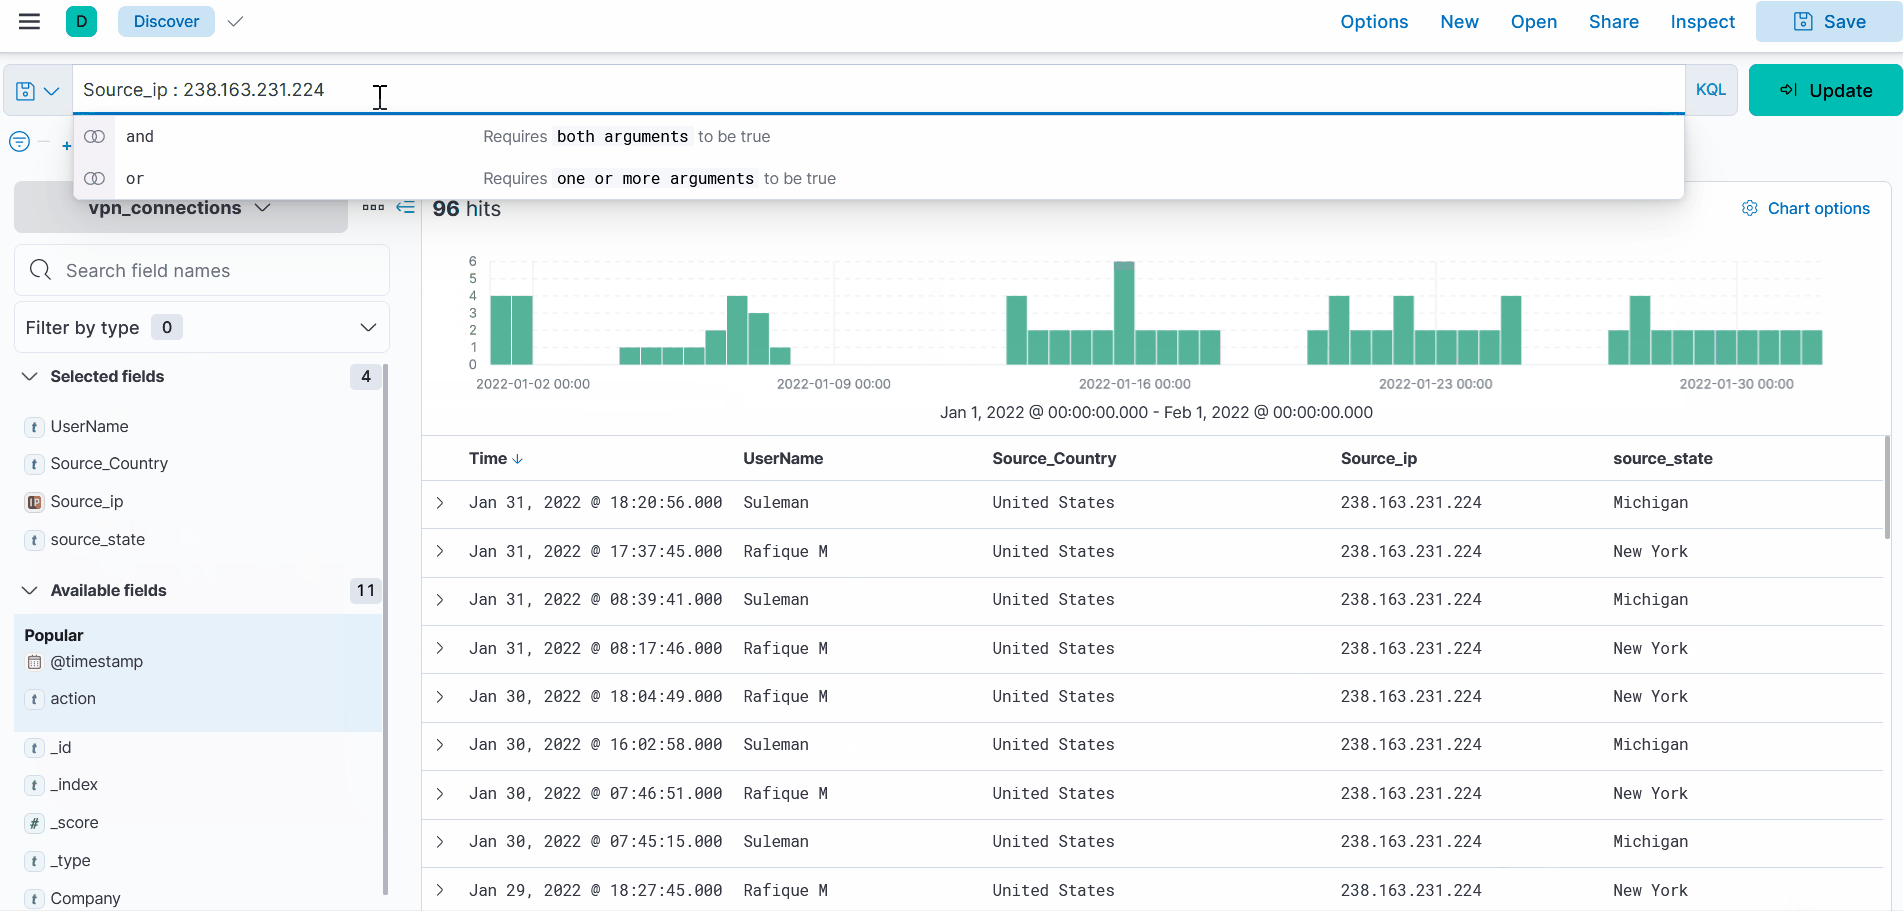 D Discover Options New Open Share Inspect Save
Source_ip : 238.163.231.224 KQL Update
and Requires both arguments to be true
or Requires one or more arguments to be true
+
vpn_connections
96 hits Chart options
Search field names
Filter by type 0
Selected fields 4
t UserName
t Source_Country
IP Source_ip
t source_state
Available fields 11
Popular
@timestamp
t action
t _id
t _index
# _score
t _type
t Company
6
5
4
3
2
1
0
2022-01-02 00:00 2022-01-09 00:00 2022-01-16 00:00 2022-01-23 00:00 2022-01-30 00:00
Jan 1, 2022 @ 00:00:00.000 - Feb 1, 2022 @ 00:00:00.000
Time UserName Source_Country Source_ip source_state
Jan 31, 2022 @ 18:20:56.000 Suleman United States 238.163.231.224 Michigan
Jan 31, 2022 @ 17:37:45.000 Rafique M United States 238.163.231.224 New York
Jan 31, 2022 @ 08:39:41.000 Suleman United States 238.163.231.224 Michigan
Jan 31, 2022 @ 08:17:46.000 Rafique M United States 238.163.231.224 New York
Jan 30, 2022 @ 18:04:49.000 Rafique M United States 238.163.231.224 New York
Jan 30, 2022 @ 16:02:58.000 Suleman United States 238.163.231.224 Michigan
Jan 30, 2022 @ 07:46:51.000 Rafique M United States 238.163.231.224 New York
Jan 30, 2022 @ 07:45:15.000 Suleman United States 238.163.231.224 Michigan
Jan 29, 2022 @ 18:27:45.000 Rafique M United States 238.163.231.224 New York